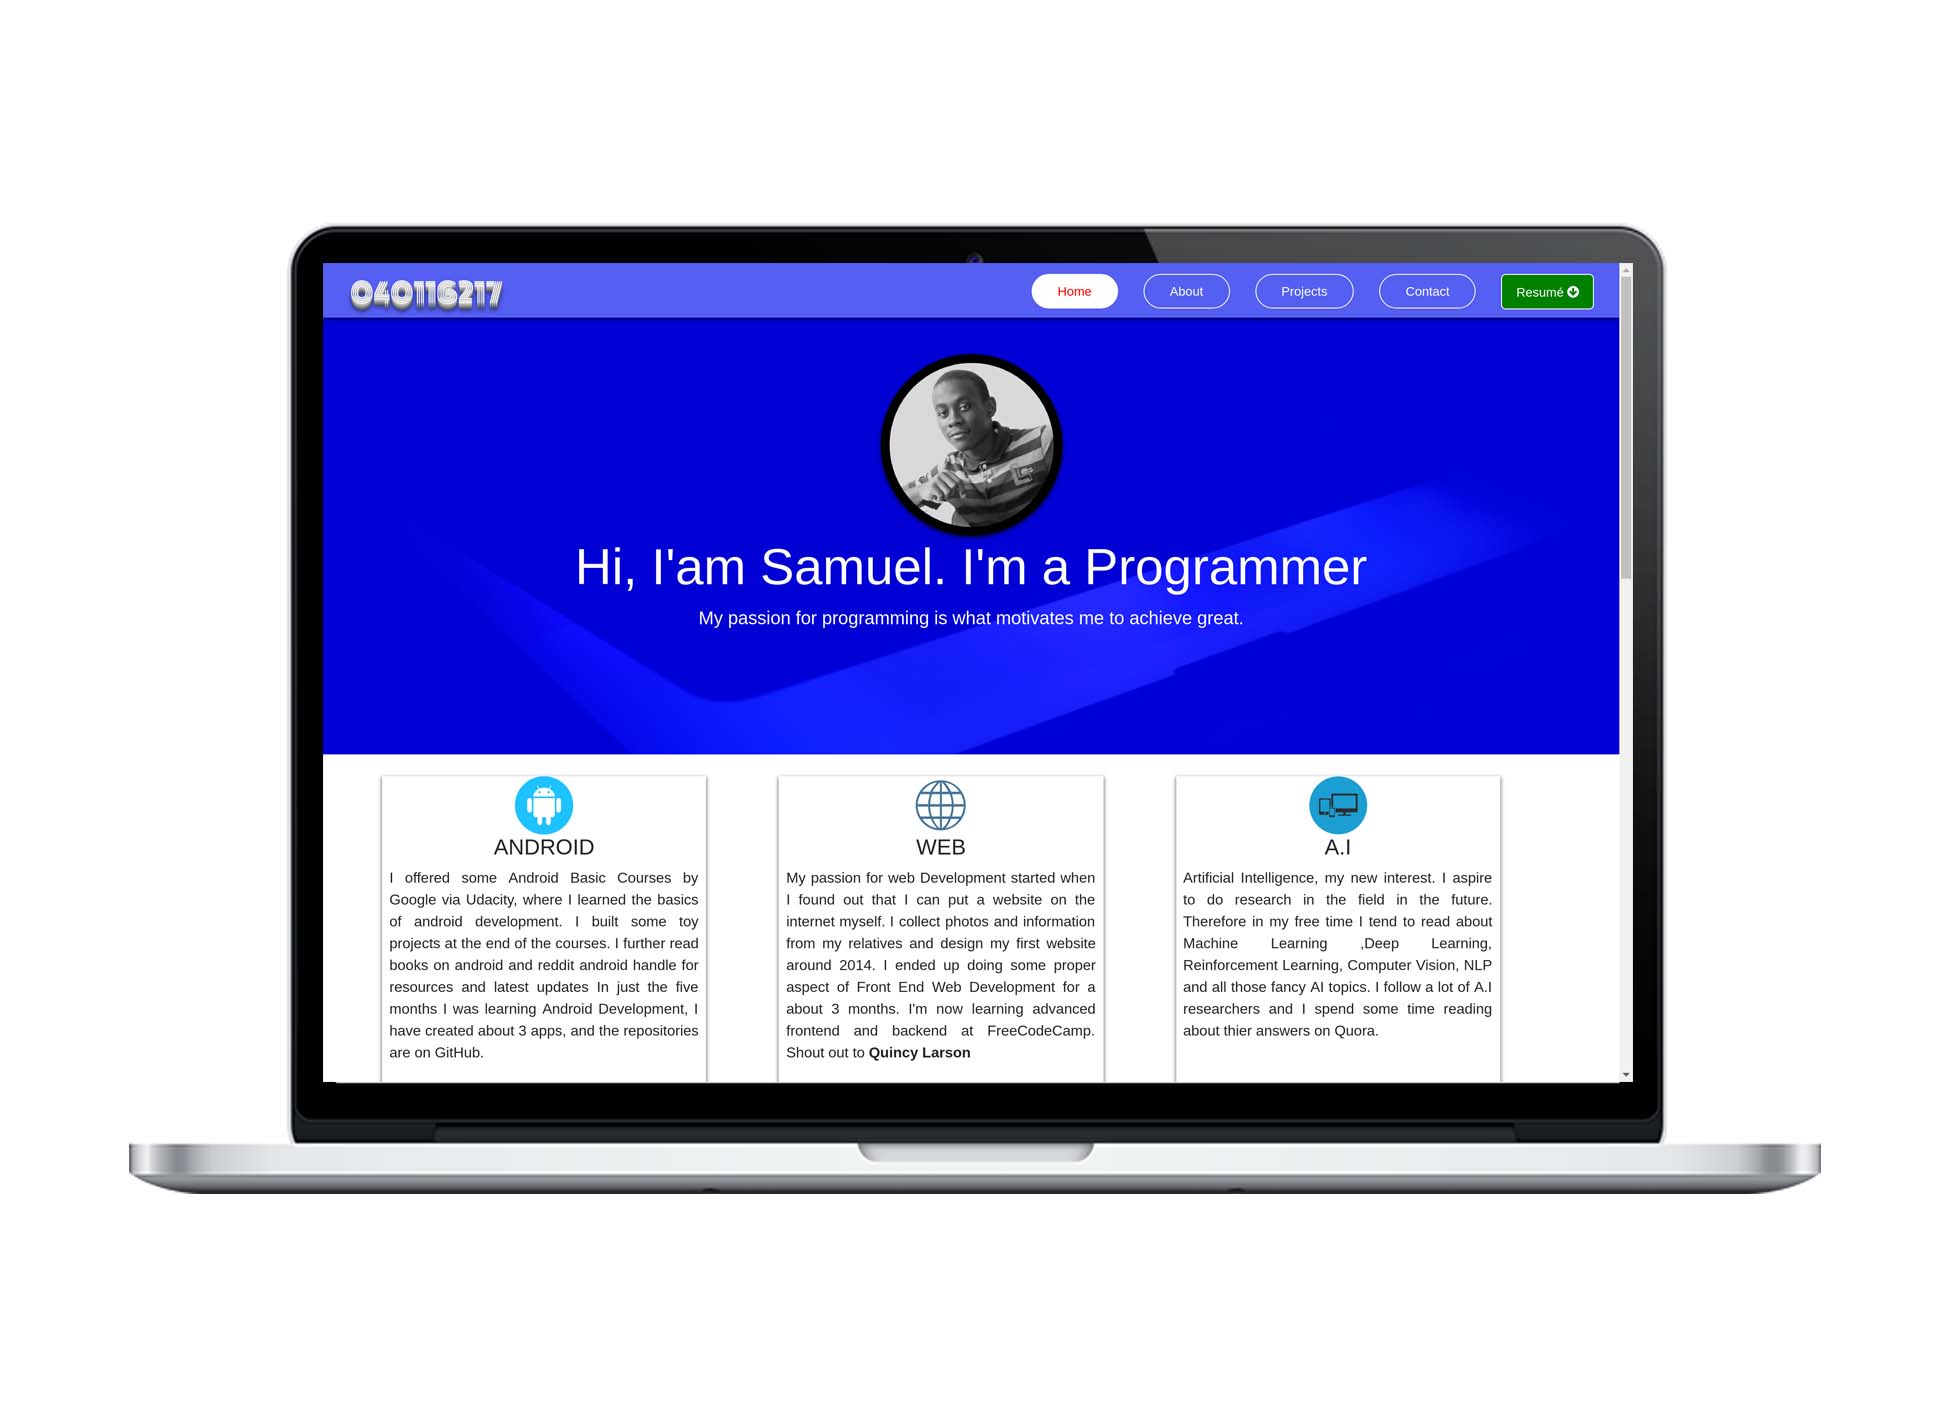 040116217
Home
About
Projects
Contact
Resumé
Hi, I'am Samuel. I'm a Programmer
My passion for programming is what motivates me to achieve great.
ANDROID
I offered some Android Basic Courses by
Google via Udacity, where I learned the basics
of android development. I built some toy
projects at the end of the courses. I further read
books on android and reddit android handle for
resources and latest updates In just the five
months I was learning Android Development, I
have created about 3 apps, and the repositories
are on GitHub.
WEB
My passion for web Development started when
I found out that I can put a website on the
internet myself. I collect photos and information
from my relatives and design my first website
around 2014. I ended up doing some proper
aspect of Front End Web Development for a
about 3 months. I'm now learning advanced
frontend and backend at FreeCodeCamp.
Shout out to Quincy Larson
A.I
Artificial Intelligence, my new interest. I aspire
to do research in the field in the future.
Therefore in my free time I tend to read about
Machine Learning ,Deep Learning,
Reinforcement Learning, Computer Vision, NLP
and all those fancy AI topics. I follow a lot of A.I
researchers and I spend some time reading
about thier answers on Quora.